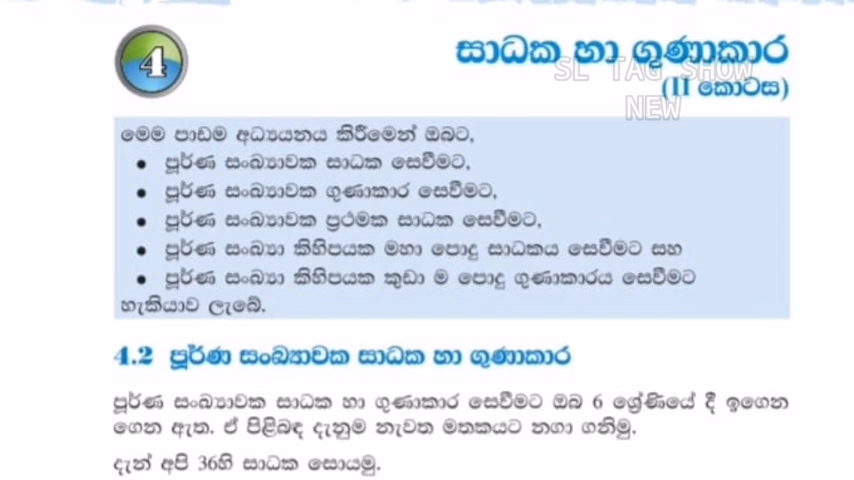 4
සාධක හා ගුණාකාර
(II කොටස)
SL TAG SHOW
NEW
මෙම පාඩම අධ්‍යයනය කිරීමෙන් ඔබට,
• පූර්ණ සංඛ්‍යාවක සාධක සෙවීමට,
• පූර්ණ සංඛ්‍යාවක ගුණාකාර සෙවීමට,
• පූර්ණ සංඛ්‍යාවක ප්‍රථමක සාධක සෙවීමට,
• පූර්ණ සංඛ්‍යා කිහිපයක මහා පොදු සාධකය සෙවීමට සහ
• පූර්ණ සංඛ්‍යා කිහිපයක කුඩා ම පොදු ගුණාකාරය සෙවීමට
හැකියාව ලැබේ.
4.2 පූර්ණ සංඛ්‍යාවක සාධක හා ගුණාකාර
පූර්ණ සංඛ්‍යාවක සාධක හා ගුණාකාර සෙවීමට ඔබ 6 ශ්‍රේණියේ දී ඉගෙන
ගෙන ඇත. ඒ පිළිබඳ දැනුම නැවත මතකයට නගා ගනිමු.
දැන් අපි 36හි සාධක සොයමු.